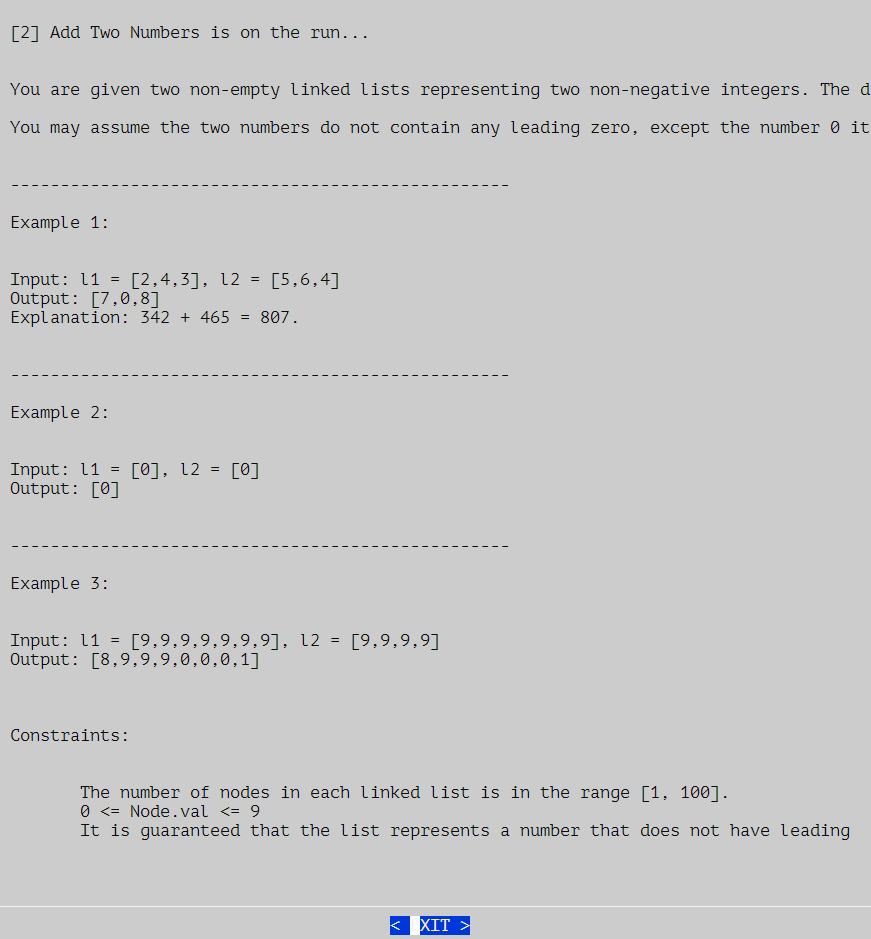 [2] Add Two Numbers is on the run...
You are given two non-empty linked lists representing two non-negative integers. The d
You may assume the two numbers do not contain any leading zero, except the number 0 it
--------------------------------------------------
Example 1:
Input: l1 = [2,4,3], l2 = [5,6,4]
Output: [7,0,8]
Explanation: 342 + 465 = 807.
--------------------------------------------------
Example 2:
Input: l1 = [0], l2 = [0]
Output: [0]
--------------------------------------------------
Example 3:
Input: l1 = [9,9,9,9,9,9,9], l2 = [9,9,9,9]
Output: [8,9,9,9,0,0,0,1]
Constraints:
The number of nodes in each linked list is in the range [1, 100].
0 <= Node.val <= 9
It is guaranteed that the list represents a number that does not have leading
< XIT >